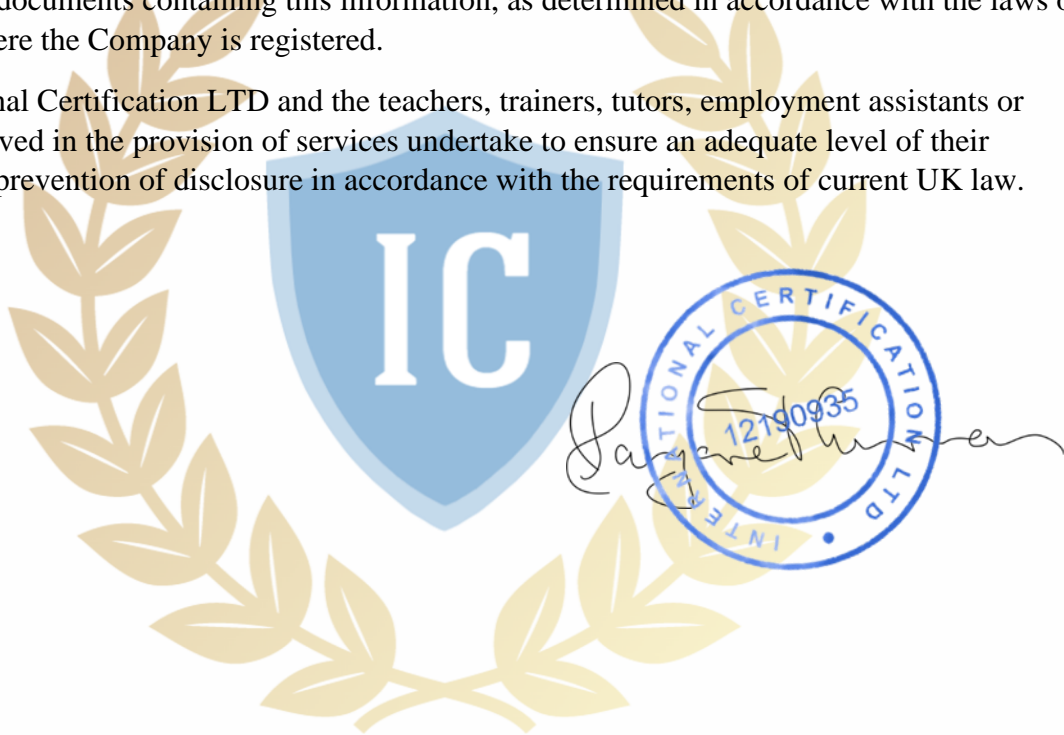 documents containing this information, as determined in accordance with the laws o
ere the Company is registered.
nal Certification LTD and the teachers, trainers, tutors, employment assistants or
ved in the provision of services undertake to ensure an adequate level of their
prevention of disclosure in accordance with the requirements of current UK law.
IC
INTERNATIONAL CERTIFICATION LTD •
12190935